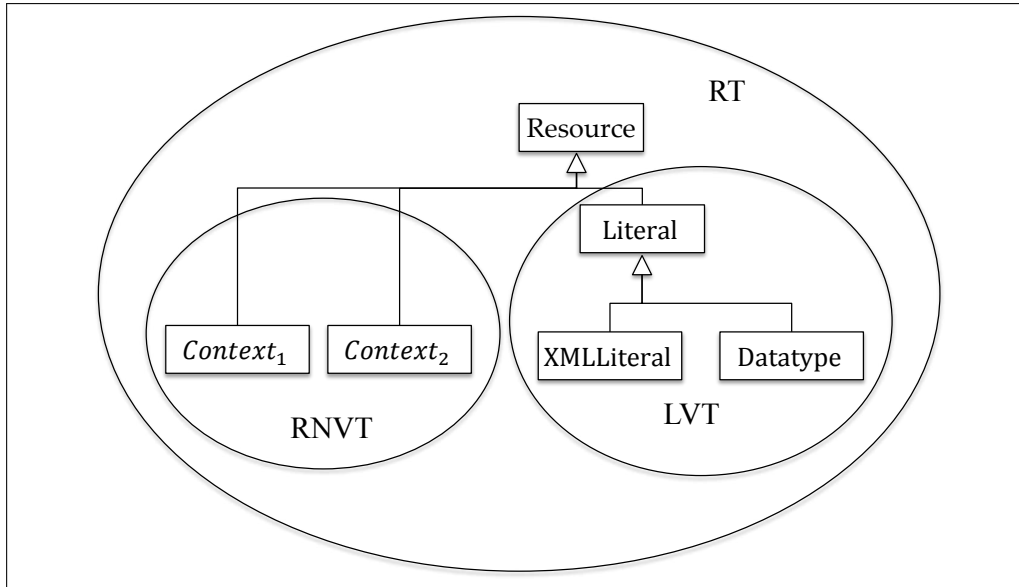 RT
Resource
Literal
Context₁
Context₂
XMLLiteral
Datatype
RNVT
LVT